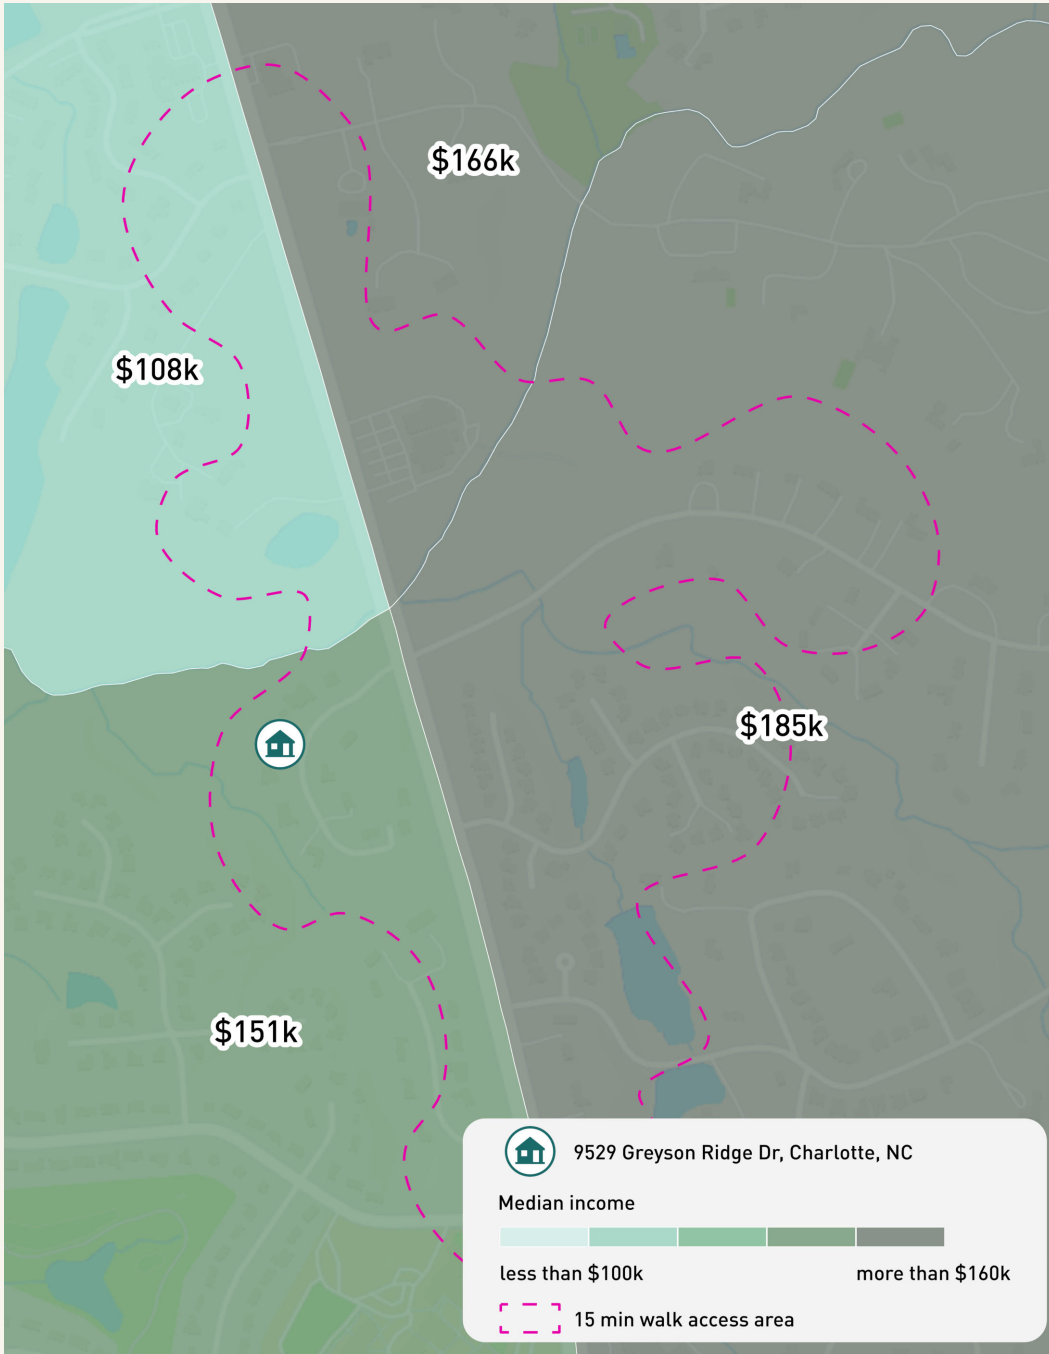 $166k
$108k
$185k
$151k
9529 Greyson Ridge Dr, Charlotte, NC
Median income
less than $100k
more than $160k
15 min walk access area